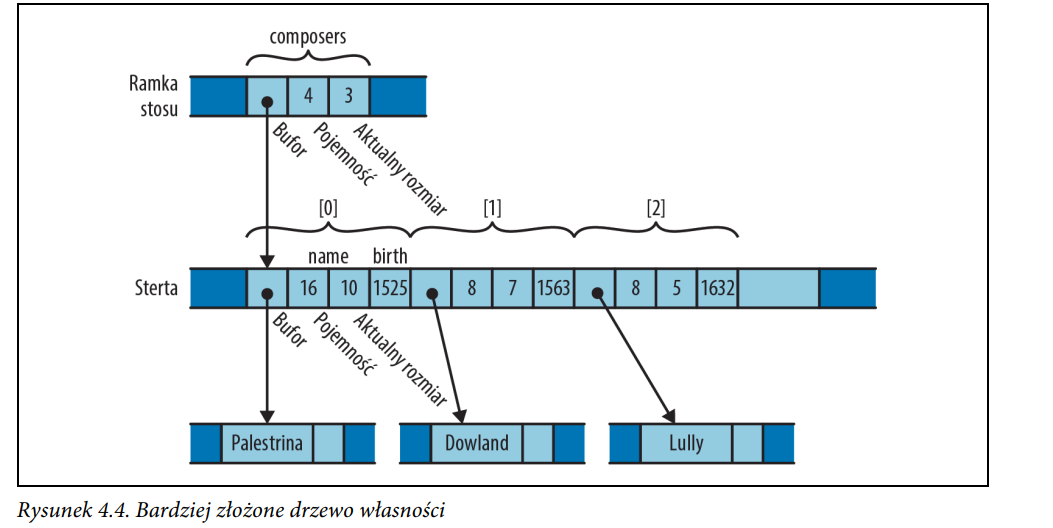 composers
Ramka
stosu
4
3
Bufor
Pojemność
Aktualny rozmiar
[0]
[1]
[2]
name
birth
Sterta
16
10
1525
8
7
1563
8
5
1632
Bufor
Pojemność
Aktualny rozmiar
Palestrina
Dowland
Lully
Rysunek 4.4. Bardziej złożone drzewo własności